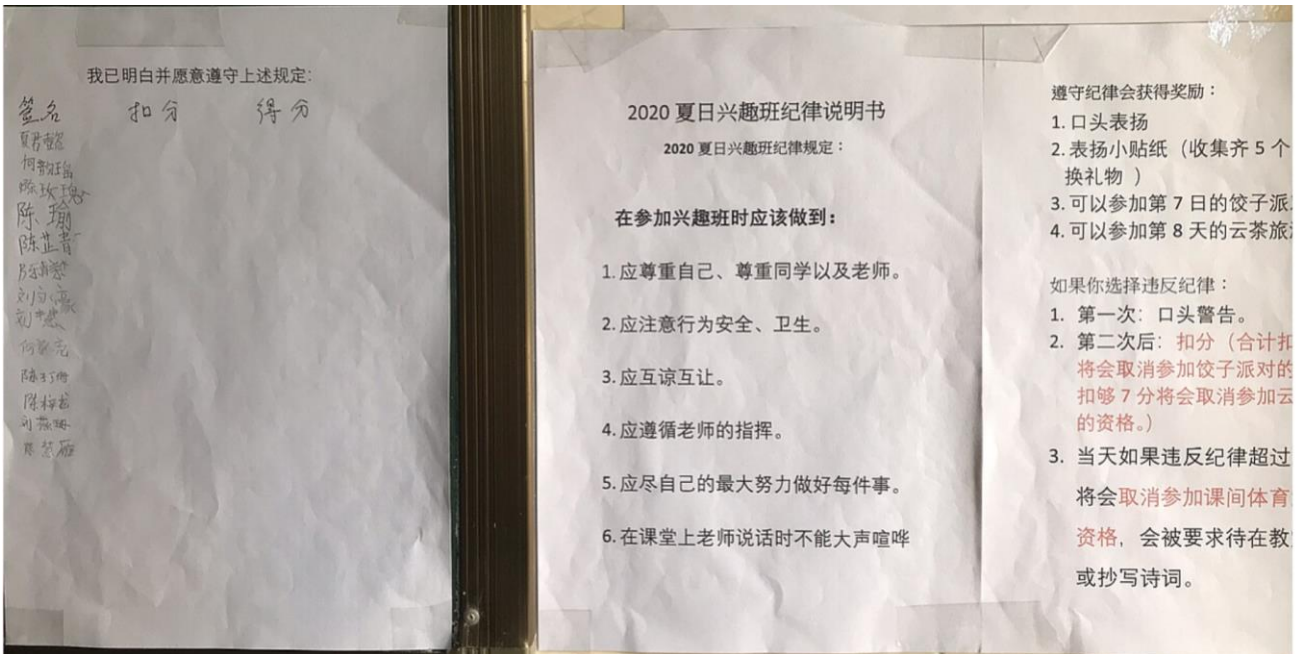 我已明白并愿意遵守上述规定:
签名 扣分 得分
陈瑜
陈芷青
2020 夏日兴趣班纪律说明书
2020 夏日兴趣班纪律规定：
在参加兴趣班时应该做到：
1. 应尊重自己、尊重同学以及老师。
2. 应注意行为安全、卫生。
3. 应互谅互让。
4. 应遵循老师的指挥。
5. 应尽自己的最大努力做好每件事。
6. 在课堂上老师说话时不能大声喧哗
遵守纪律会获得奖励：
1. 口头表扬
2. 表扬小贴纸（收集齐 5 个
换礼物 ）
3. 可以参加第 7 日的饺子派
4. 可以参加第 8 天的云茶旅
如果你选择违反纪律：
1. 第一次：口头警告。
2. 第二次后：扣分（合计扣
将会取消参加饺子派对的
扣够 7 分将会取消参加云
的资格。）
3. 当天如果违反纪律超过
将会取消参加课间体育
资格，会被要求待在教
或抄写诗词。